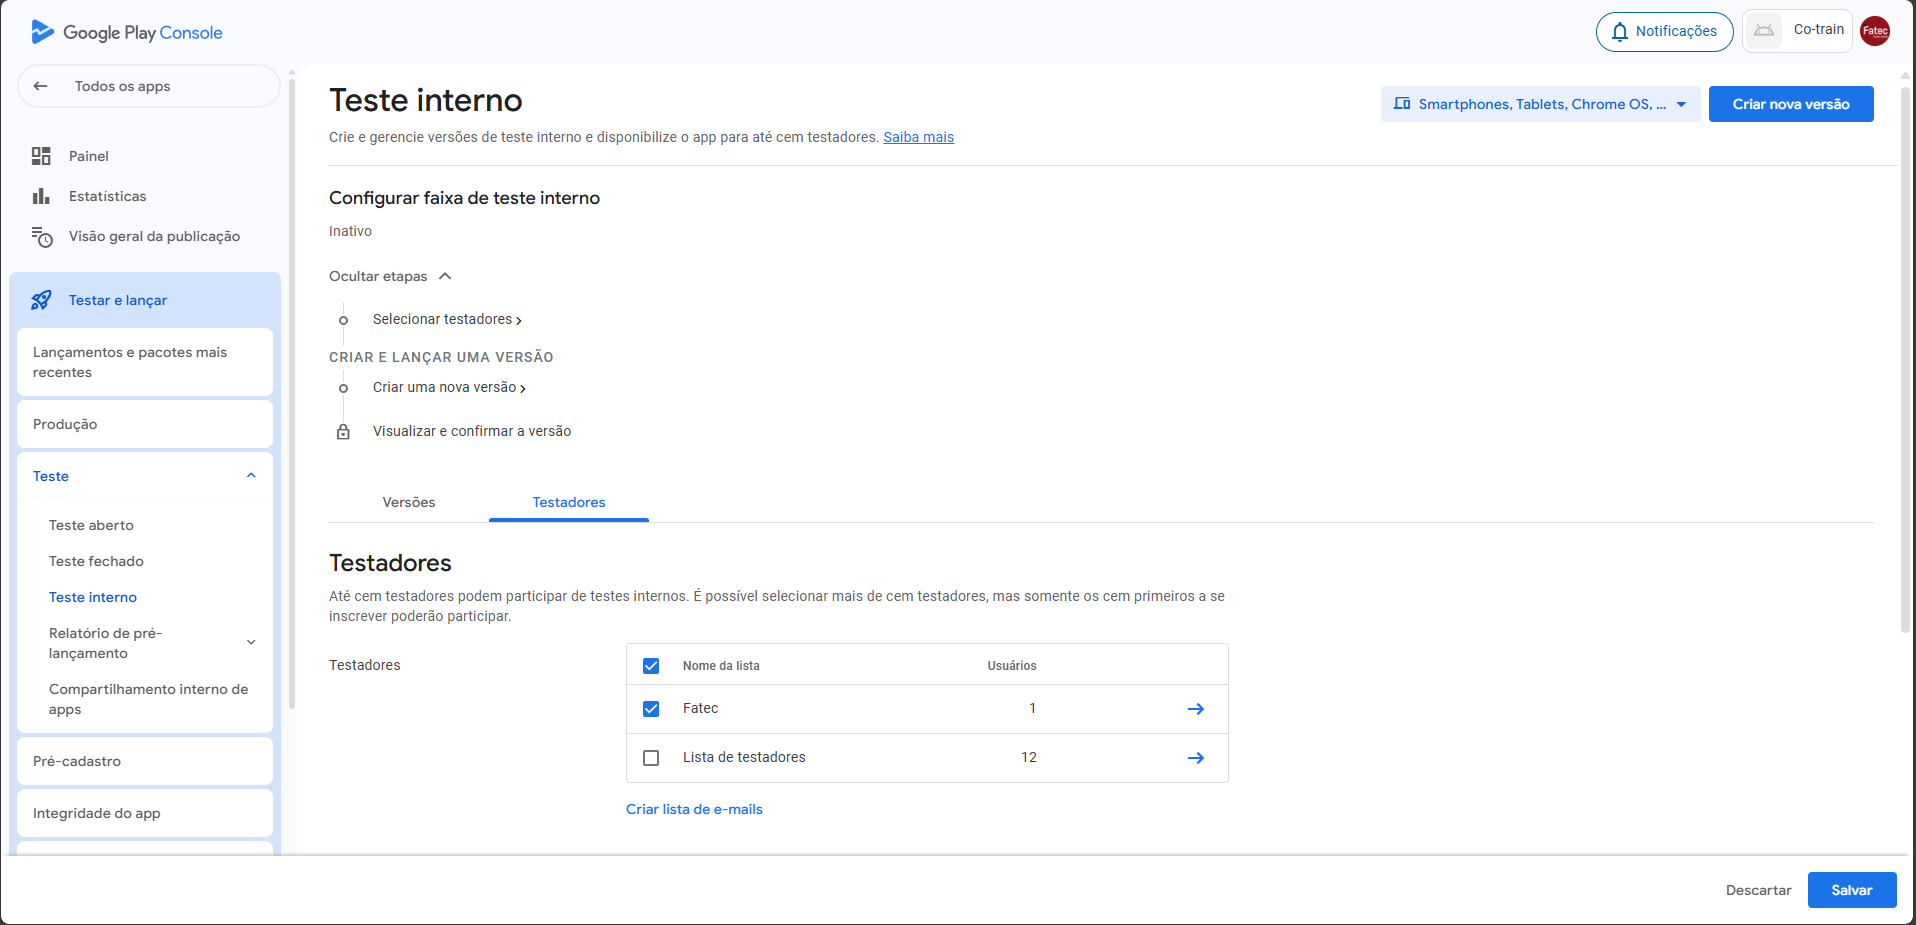 Google Play Console
Notificações
Co-train
Fatec
Todos os apps
Painel
Estatísticas
Visão geral da publicação
Testar e lançar
Lançamentos e pacotes mais
recentes
Produção
Teste
Teste aberto
Teste fechado
Teste interno
Relatório de pré-
lançamento
Compartilhamento interno de
apps
Pré-cadastro
Integridade do app
Teste interno
Smartphones, Tablets, Chrome OS, ...
Criar nova versão
Crie e gerencie versões de teste interno e disponibilize o app para até cem testadores. Saiba mais
Configurar faixa de teste interno
Inativo
Ocultar etapas
Selecionar testadores
CRIAR E LANÇAR UMA VERSÃO
Criar uma nova versão
Visualizar e confirmar a versão
Versões
Testadores
Testadores
Até cem testadores podem participar de testes internos. É possível selecionar mais de cem testadores, mas somente os cem primeiros a se
inscrever poderão participar.
Testadores
Nome da lista
Usuários
Fatec
1
Lista de testadores
12
Criar lista de e-mails
Descartar
Salvar